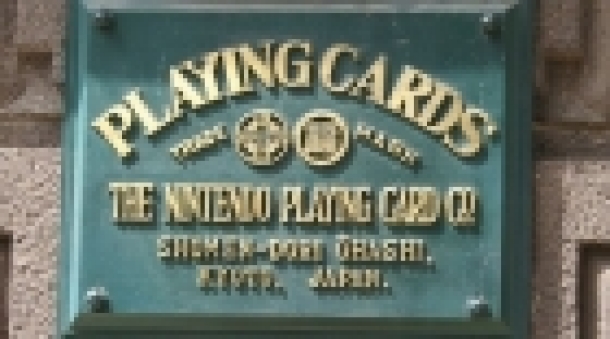 PLAYING CARDS
TRADE MARK
THE NINTENDO PLAYING CARD CO.
SHOMEN-DORI OHASHI,
KYOTO, JAPAN.